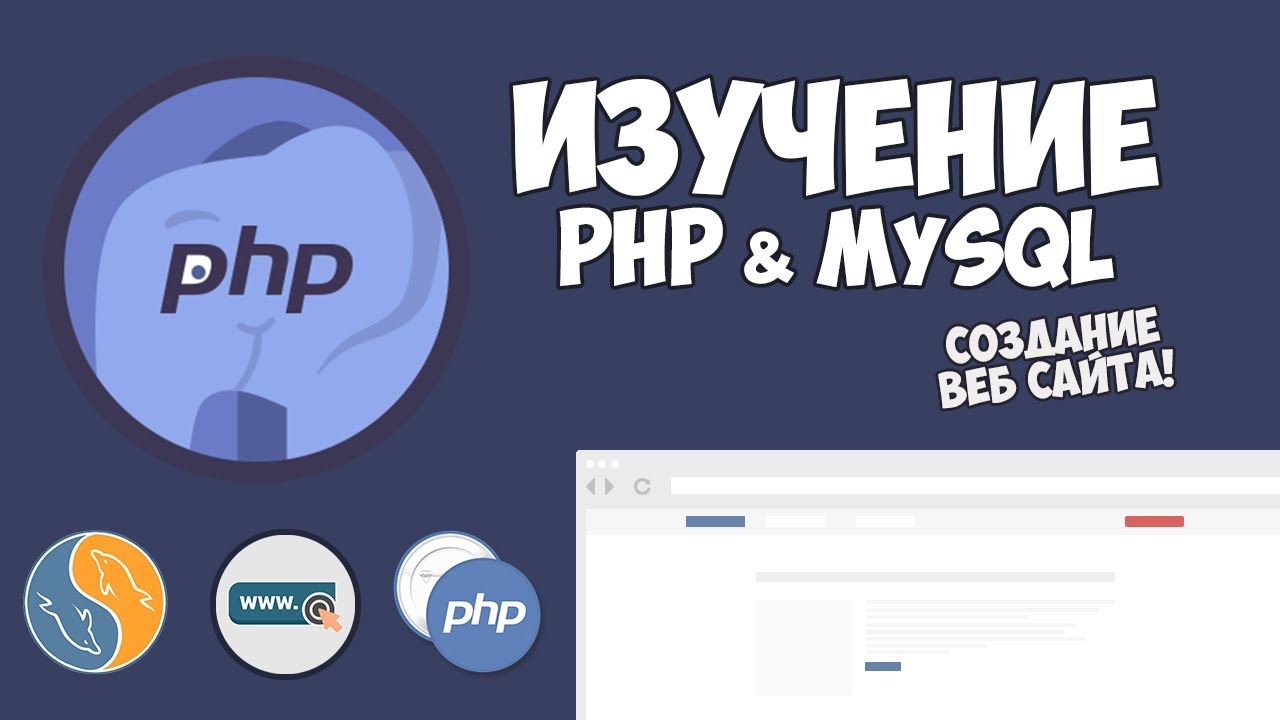 php
ИЗУЧЕНИЕ
PHP & MYSQL
СОЗДАНИЕ
ВЕБ САЙТА!
www.
php